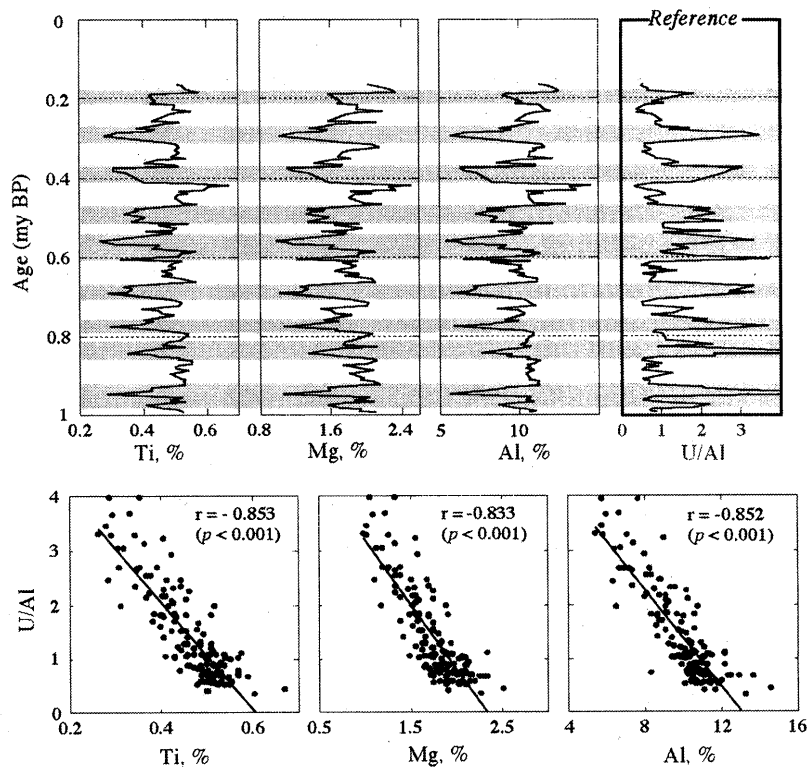 Reference
0
0.2
0.4
0.6
0.8
1
Age (my BP)
0.2 0.4 0.6
0.8 1.6 2.4
5 10
0 1 2 3
Ti, %
Mg, %
Al, %
U/Al
4
3
2
1
0
U/Al
r = - 0.853
(p < 0.001)
r = -0.833
(p < 0.001)
r = -0.852
(p < 0.001)
0.2 0.4 0.6
0.5 1.5 2.5
4 8 12 16
Ti, %
Mg, %
Al, %